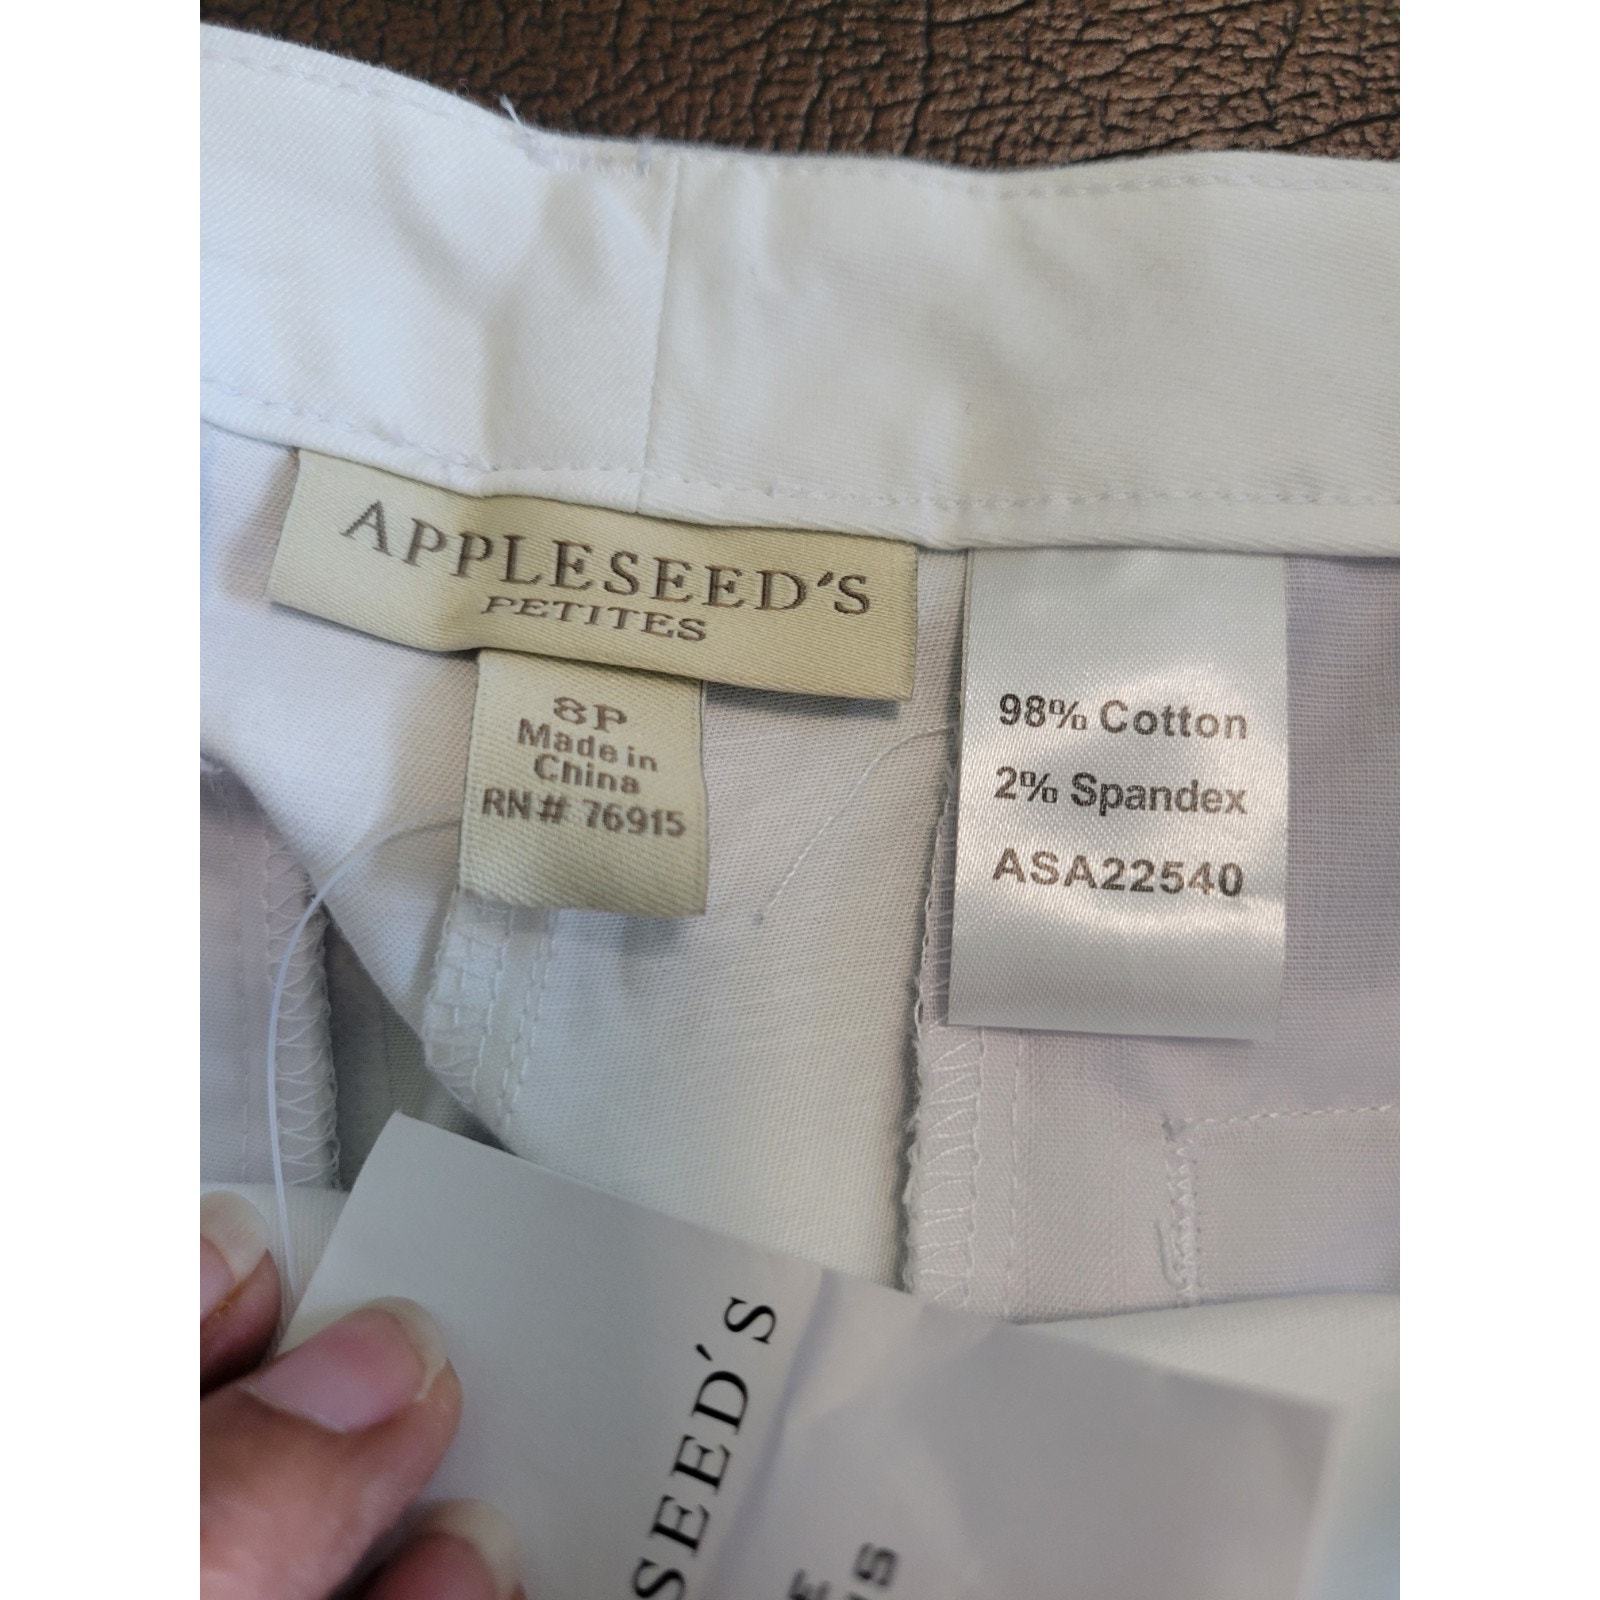 APPLESEED'S
PETITES
8P
Made in
China
RN# 76915
98% Cotton
2% Spandex
ASA22540
SEED'S